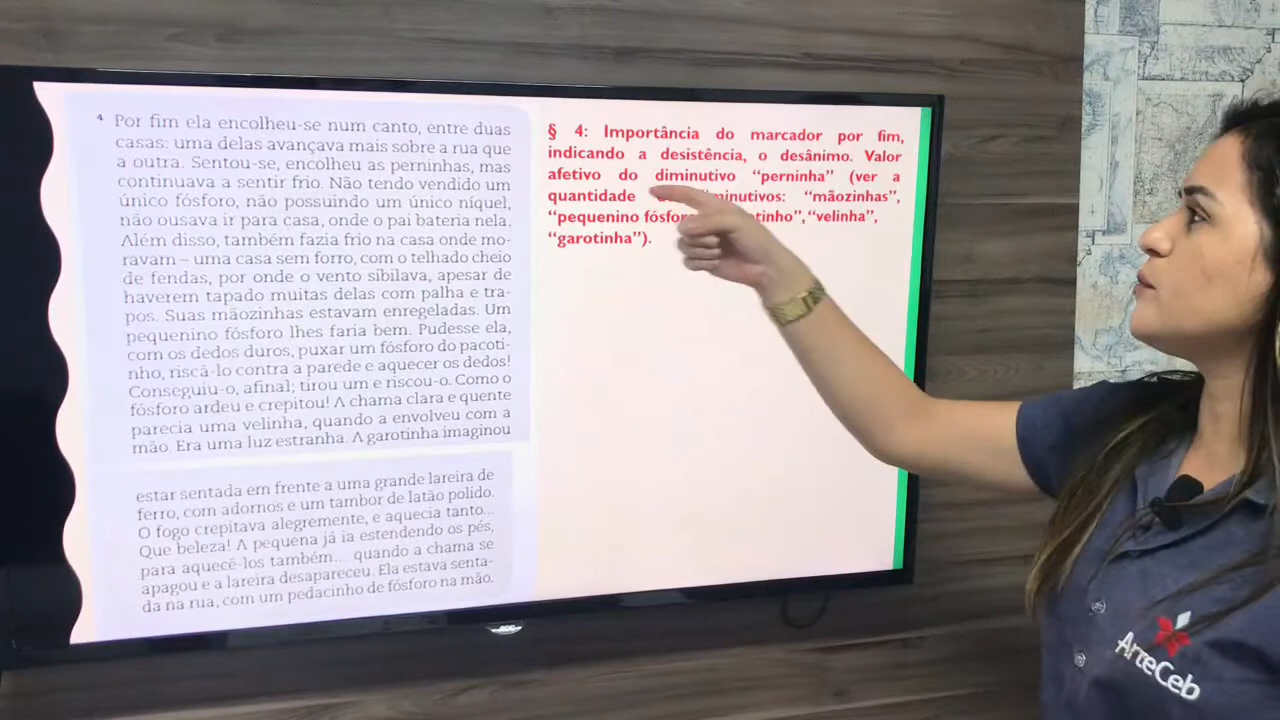 4 Por fim ela encolheu-se num canto, entre duas
casas: uma delas avançava mais sobre a rua que
a outra. Sentou-se, encolheu as perninhas, mas
continuava a sentir frio. Não tendo vendido um
único fósforo, não possuindo um único níquel,
não ousava ir para casa, onde o pai bateria nela.
Além disso, também fazia frio na casa onde mo-
ravam – uma casa sem forro, com o telhado cheio
de fendas, por onde o vento sibilava, apesar de
haverem tapado muitas delas com palha e tra-
pos. Suas mãozinhas estavam enregeladas. Um
pequenino fósforo lhes faria bem. Pudesse ela,
com os dedos duros, puxar um fósforo do pacoti-
nho, riscá-lo contra a parede e aquecer os dedos!
Conseguiu-o, afinal; tirou um e riscou-o. Como o
fósforo ardeu e crepitou! A chama clara e quente
parecia uma velinha, quando a envolveu com a
mão. Era uma luz estranha. A garotinha imaginou
estar sentada em frente a uma grande lareira de
ferro, com adornos e um tambor de latão polido.
O fogo crepitava alegremente, e aquecia tanto...
Que beleza! A pequena já ia estendendo os pés,
para aquecê-los também... quando a chama se
apagou e a lareira desapareceu. Ela estava senta-
da na rua, com um pedacinho de fósforo na mão.
§ 4: Importância do marcador por fim,
indicando a desistência, o desânimo. Valor
afetivo do diminutivo “perninha” (ver a
quantidade iminutivos: “mãozinhas”,
“pequenino fósfor tinho”, “velinha”,
“garotinha”).
AOC
ArteCeb